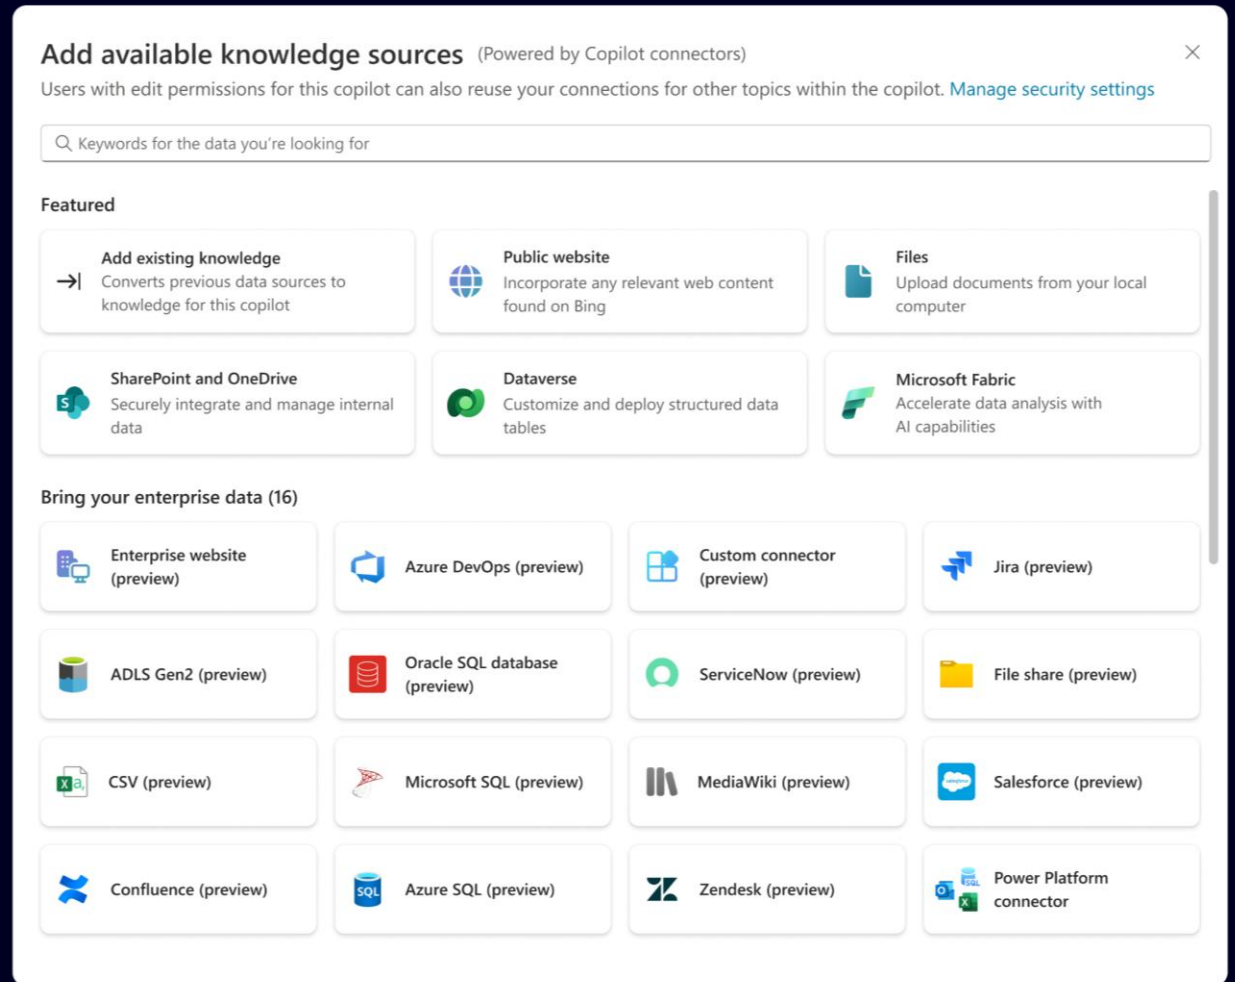 Add available knowledge sources (Powered by Copilot connectors)
Users with edit permissions for this copilot can also reuse your connections for other topics within the copilot. Manage security settings
Keywords for the data you're looking for
Featured
Add existing knowledge
Converts previous data sources to
knowledge for this copilot
Public website
Incorporate any relevant web content
found on Bing
Files
Upload documents from your local
computer
S
SharePoint and OneDrive
Securely integrate and manage internal
data
Dataverse
Customize and deploy structured data
tables
Microsoft Fabric
Accelerate data analysis with
AI capabilities
Bring your enterprise data (16)
Enterprise website
(preview)
Azure DevOps (preview)
Custom connector
(preview)
Jira (preview)
ADLS Gen2 (preview)
Oracle SQL database
(preview)
ServiceNow (preview)
File share (preview)
X a,
CSV (preview)
Microsoft SQL (preview)
MediaWiki (preview)
salesforce
Salesforce (preview)
Confluence (preview)
SQL
Azure SQL (preview)
Zendesk (preview)
SQL
O
X
Power Platform
connector